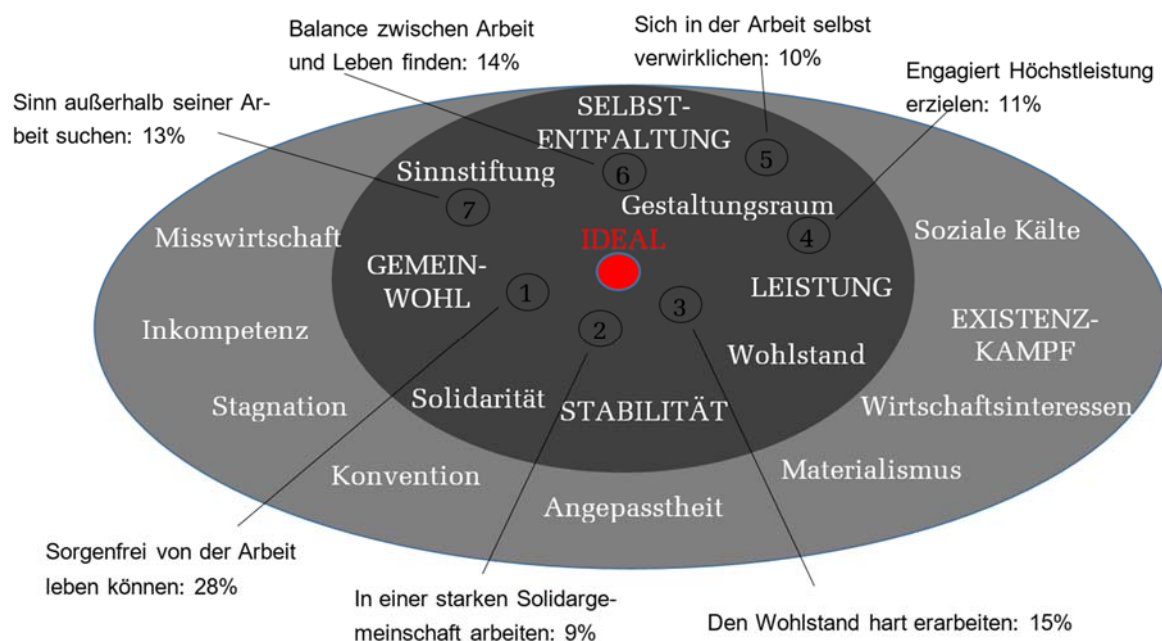 Balance zwischen Arbeit
und Leben finden: 14%
Sich in der Arbeit selbst
verwirklichen: 10%
Engagiert Höchstleistung
erzielen: 11%
Sinn außerhalb seiner Ar-
beit suchen: 13%
SELBST-
ENTFALTUNG
5
6
Sinnstiftung
7
Gestaltungsraum
4
Misswirtschaft
Soziale Kälte
IDEAL
GEMEIN-
WOHL
1
LEISTUNG
3
2
Inkompetenz
EXISTENZ-
KAMPF
Wohlstand
Stagnation
Solidarität
STABILITÄT
Wirtschaftsinteressen
Konvention
Materialismus
Angepasstheit
Sorgenfrei von der Arbeit
leben können: 28%
In einer starken Solidarge-
meinschaft arbeiten: 9%
Den Wohlstand hart erarbeiten: 15%